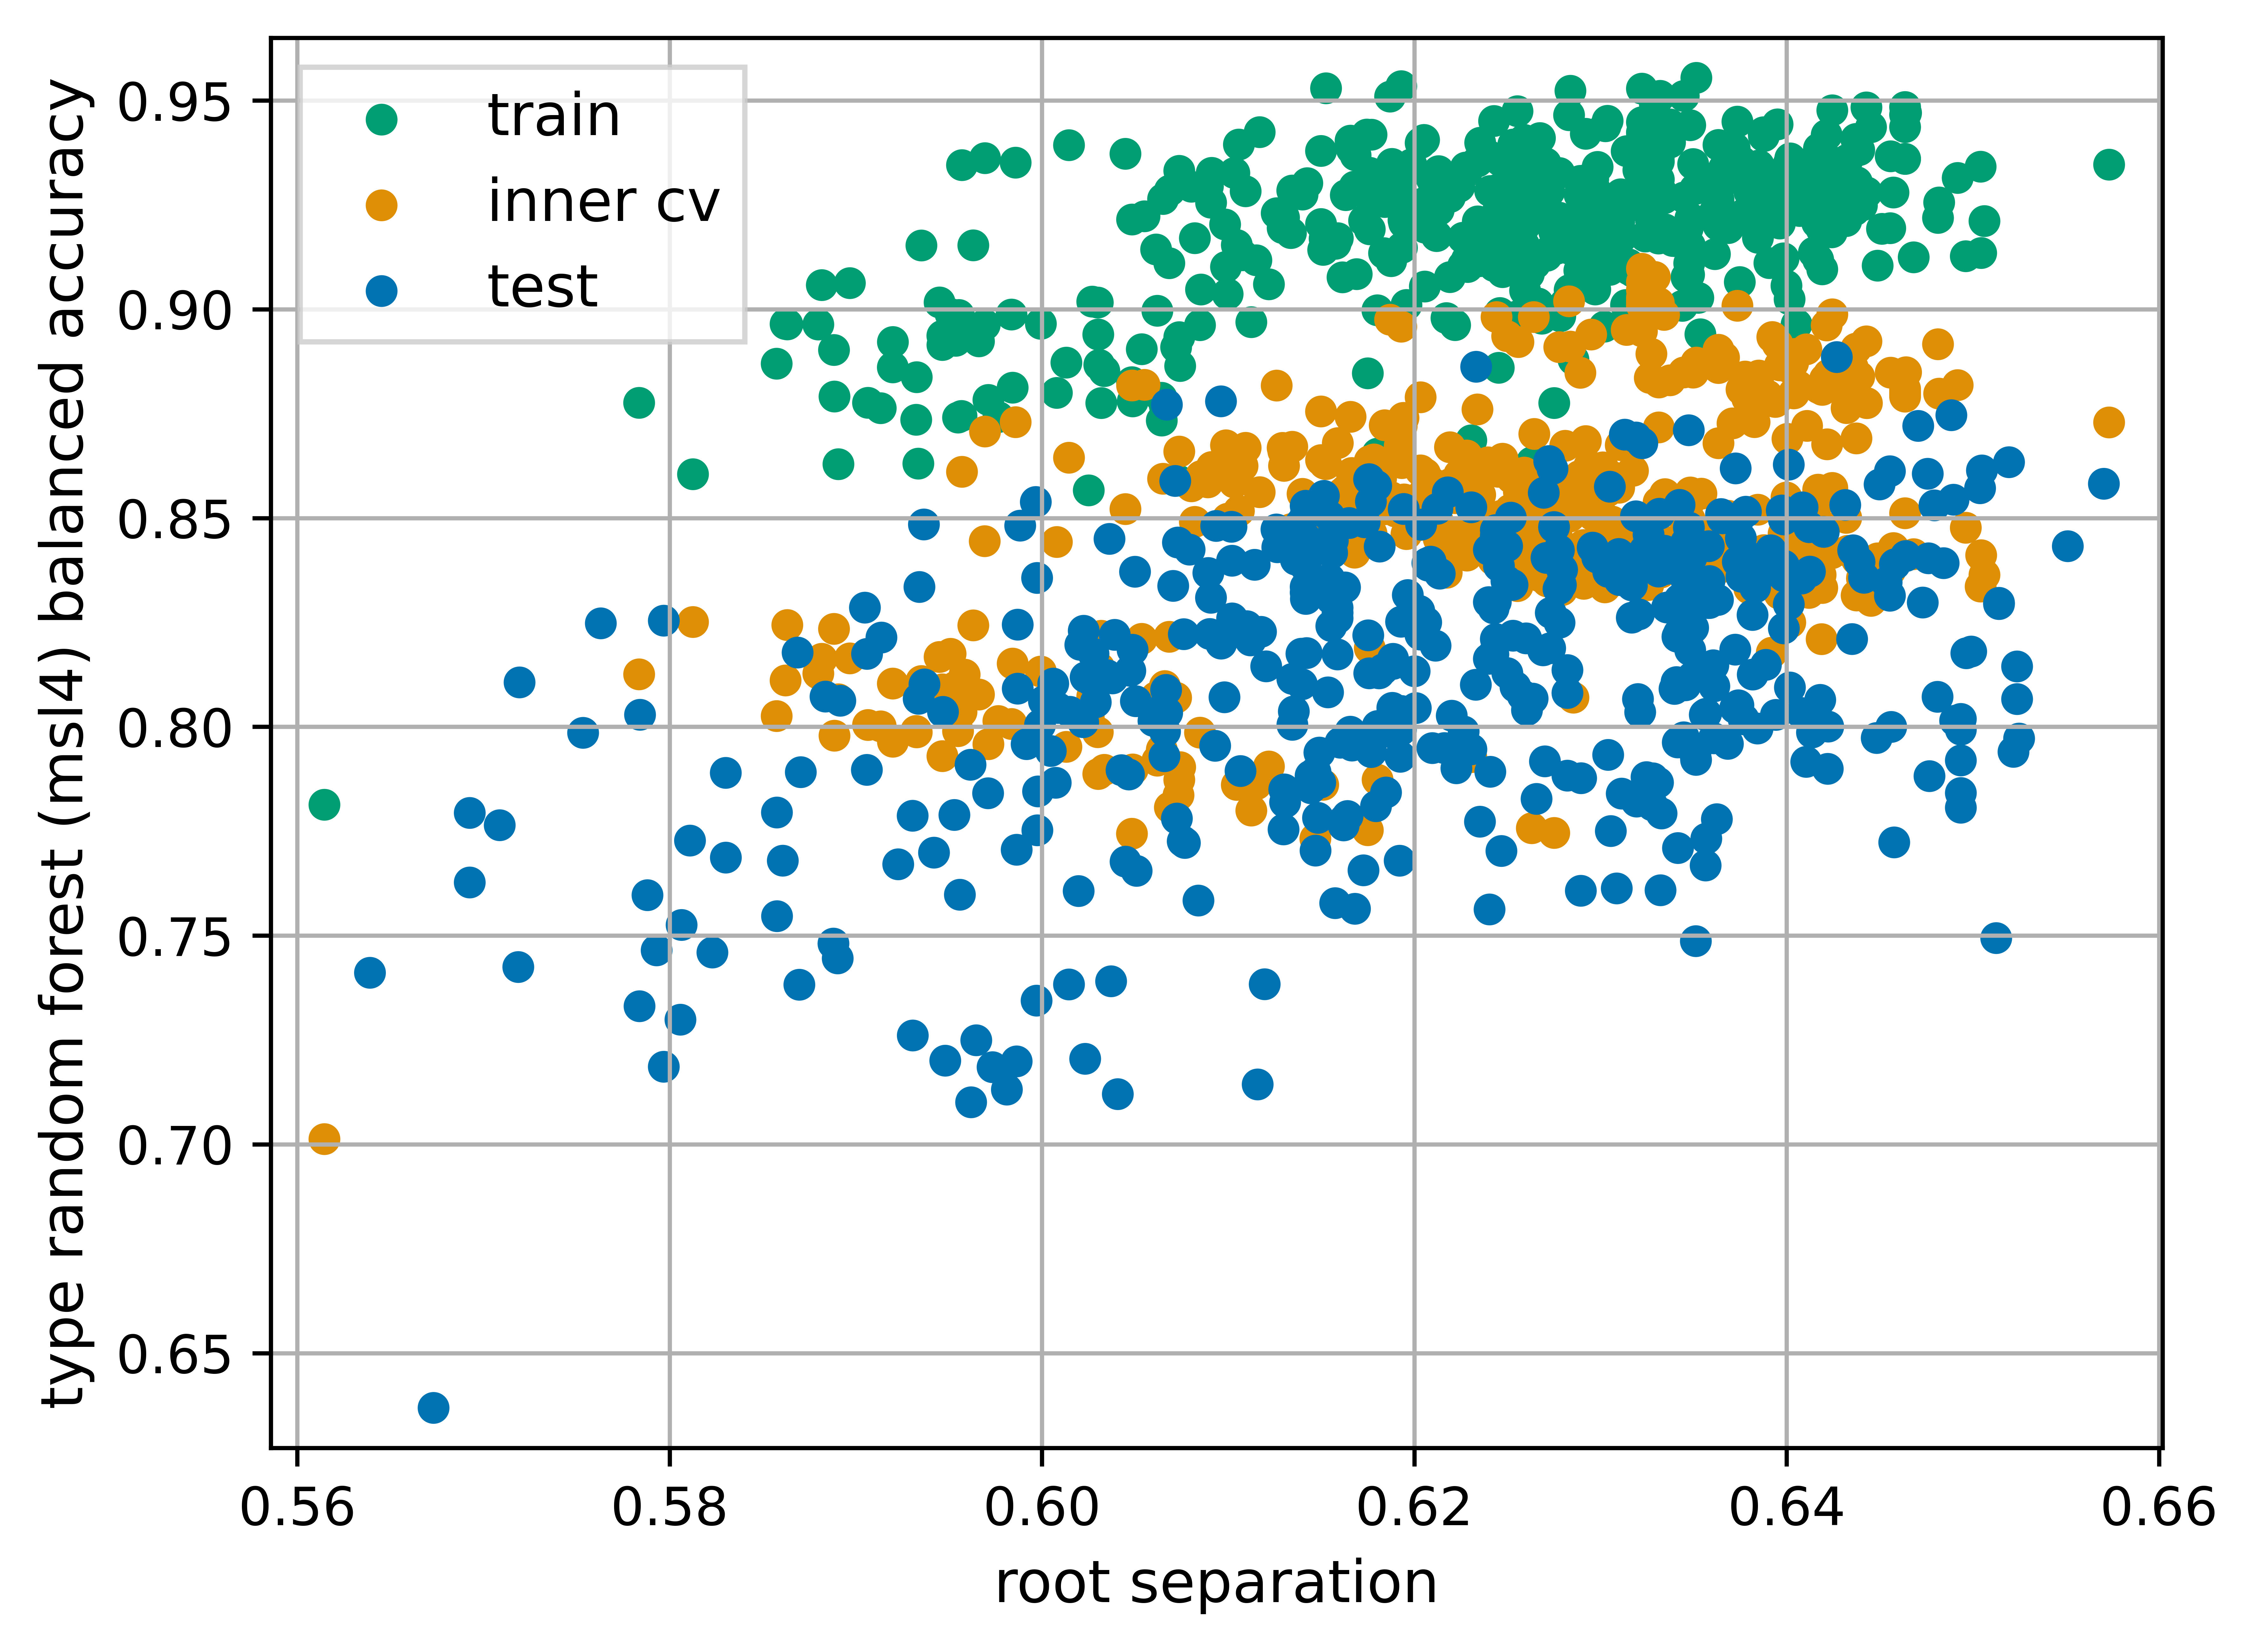 train
inner cv
test
type random forest (msl4) balanced accuracy
0.95
0.90
0.85
0.80
0.75
0.70
0.65
0.56 0.58 0.60 0.62 0.64 0.66
root separation